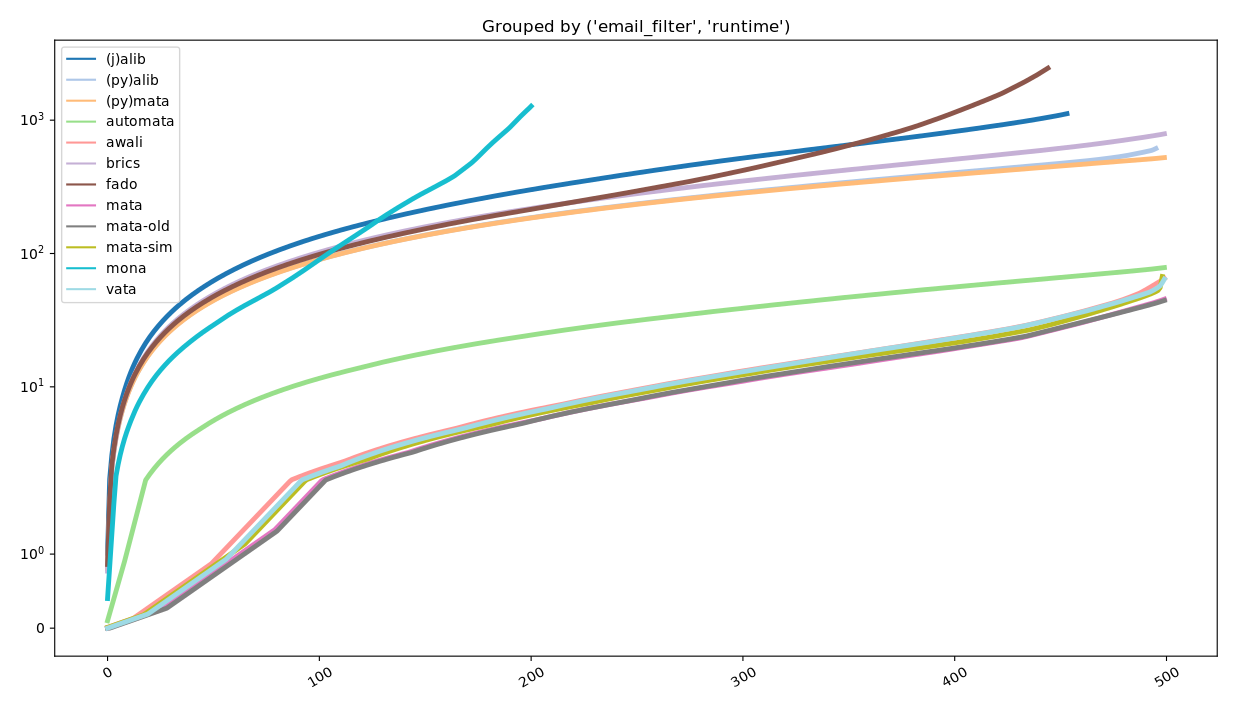 Grouped by ('email_filter', 'runtime')
(j)alib
(py)alib
(py)mata
automata
awali
brics
fado
mata
mata-old
mata-sim
mona
vata
10³
10²
10¹
10⁰
0
0
100
200
300
400
500